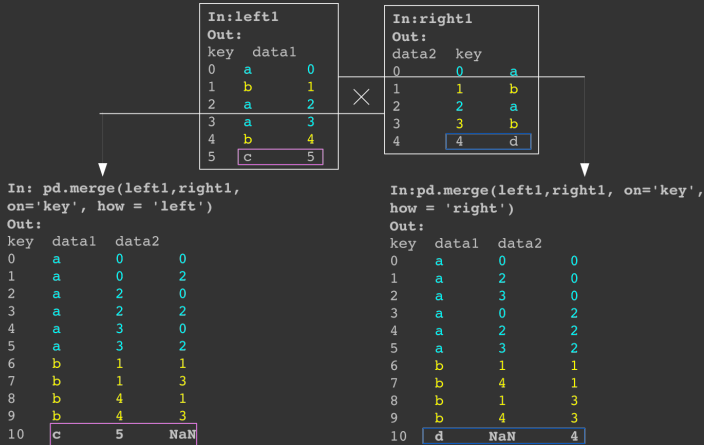 In:left1
Out:
key data1
0 a 0
1 b 1
2 a 2
3 a 3
4 b 4
5 c 5
In:right1
Out:
data2 key
0 0 a
1 1 b
2 2 a
3 3 b
4 4 d
In: pd.merge(left1,right1,
on='key', how = 'left')
Out:
key data1 data2
0 a 0 0
1 a 0 2
2 a 2 0
3 a 2 2
4 a 3 0
5 a 3 2
6 b 1 1
7 b 1 3
8 b 4 1
9 b 4 3
10 c 5 NaN
In:pd.merge(left1,right1, on='key',
how = 'right')
Out:
key data1 data2
0 a 0 0
1 a 2 0
2 a 3 0
3 a 0 2
4 a 2 2
5 a 3 2
6 b 1 1
7 b 4 1
8 b 1 3
9 b 4 3
10 d NaN 4